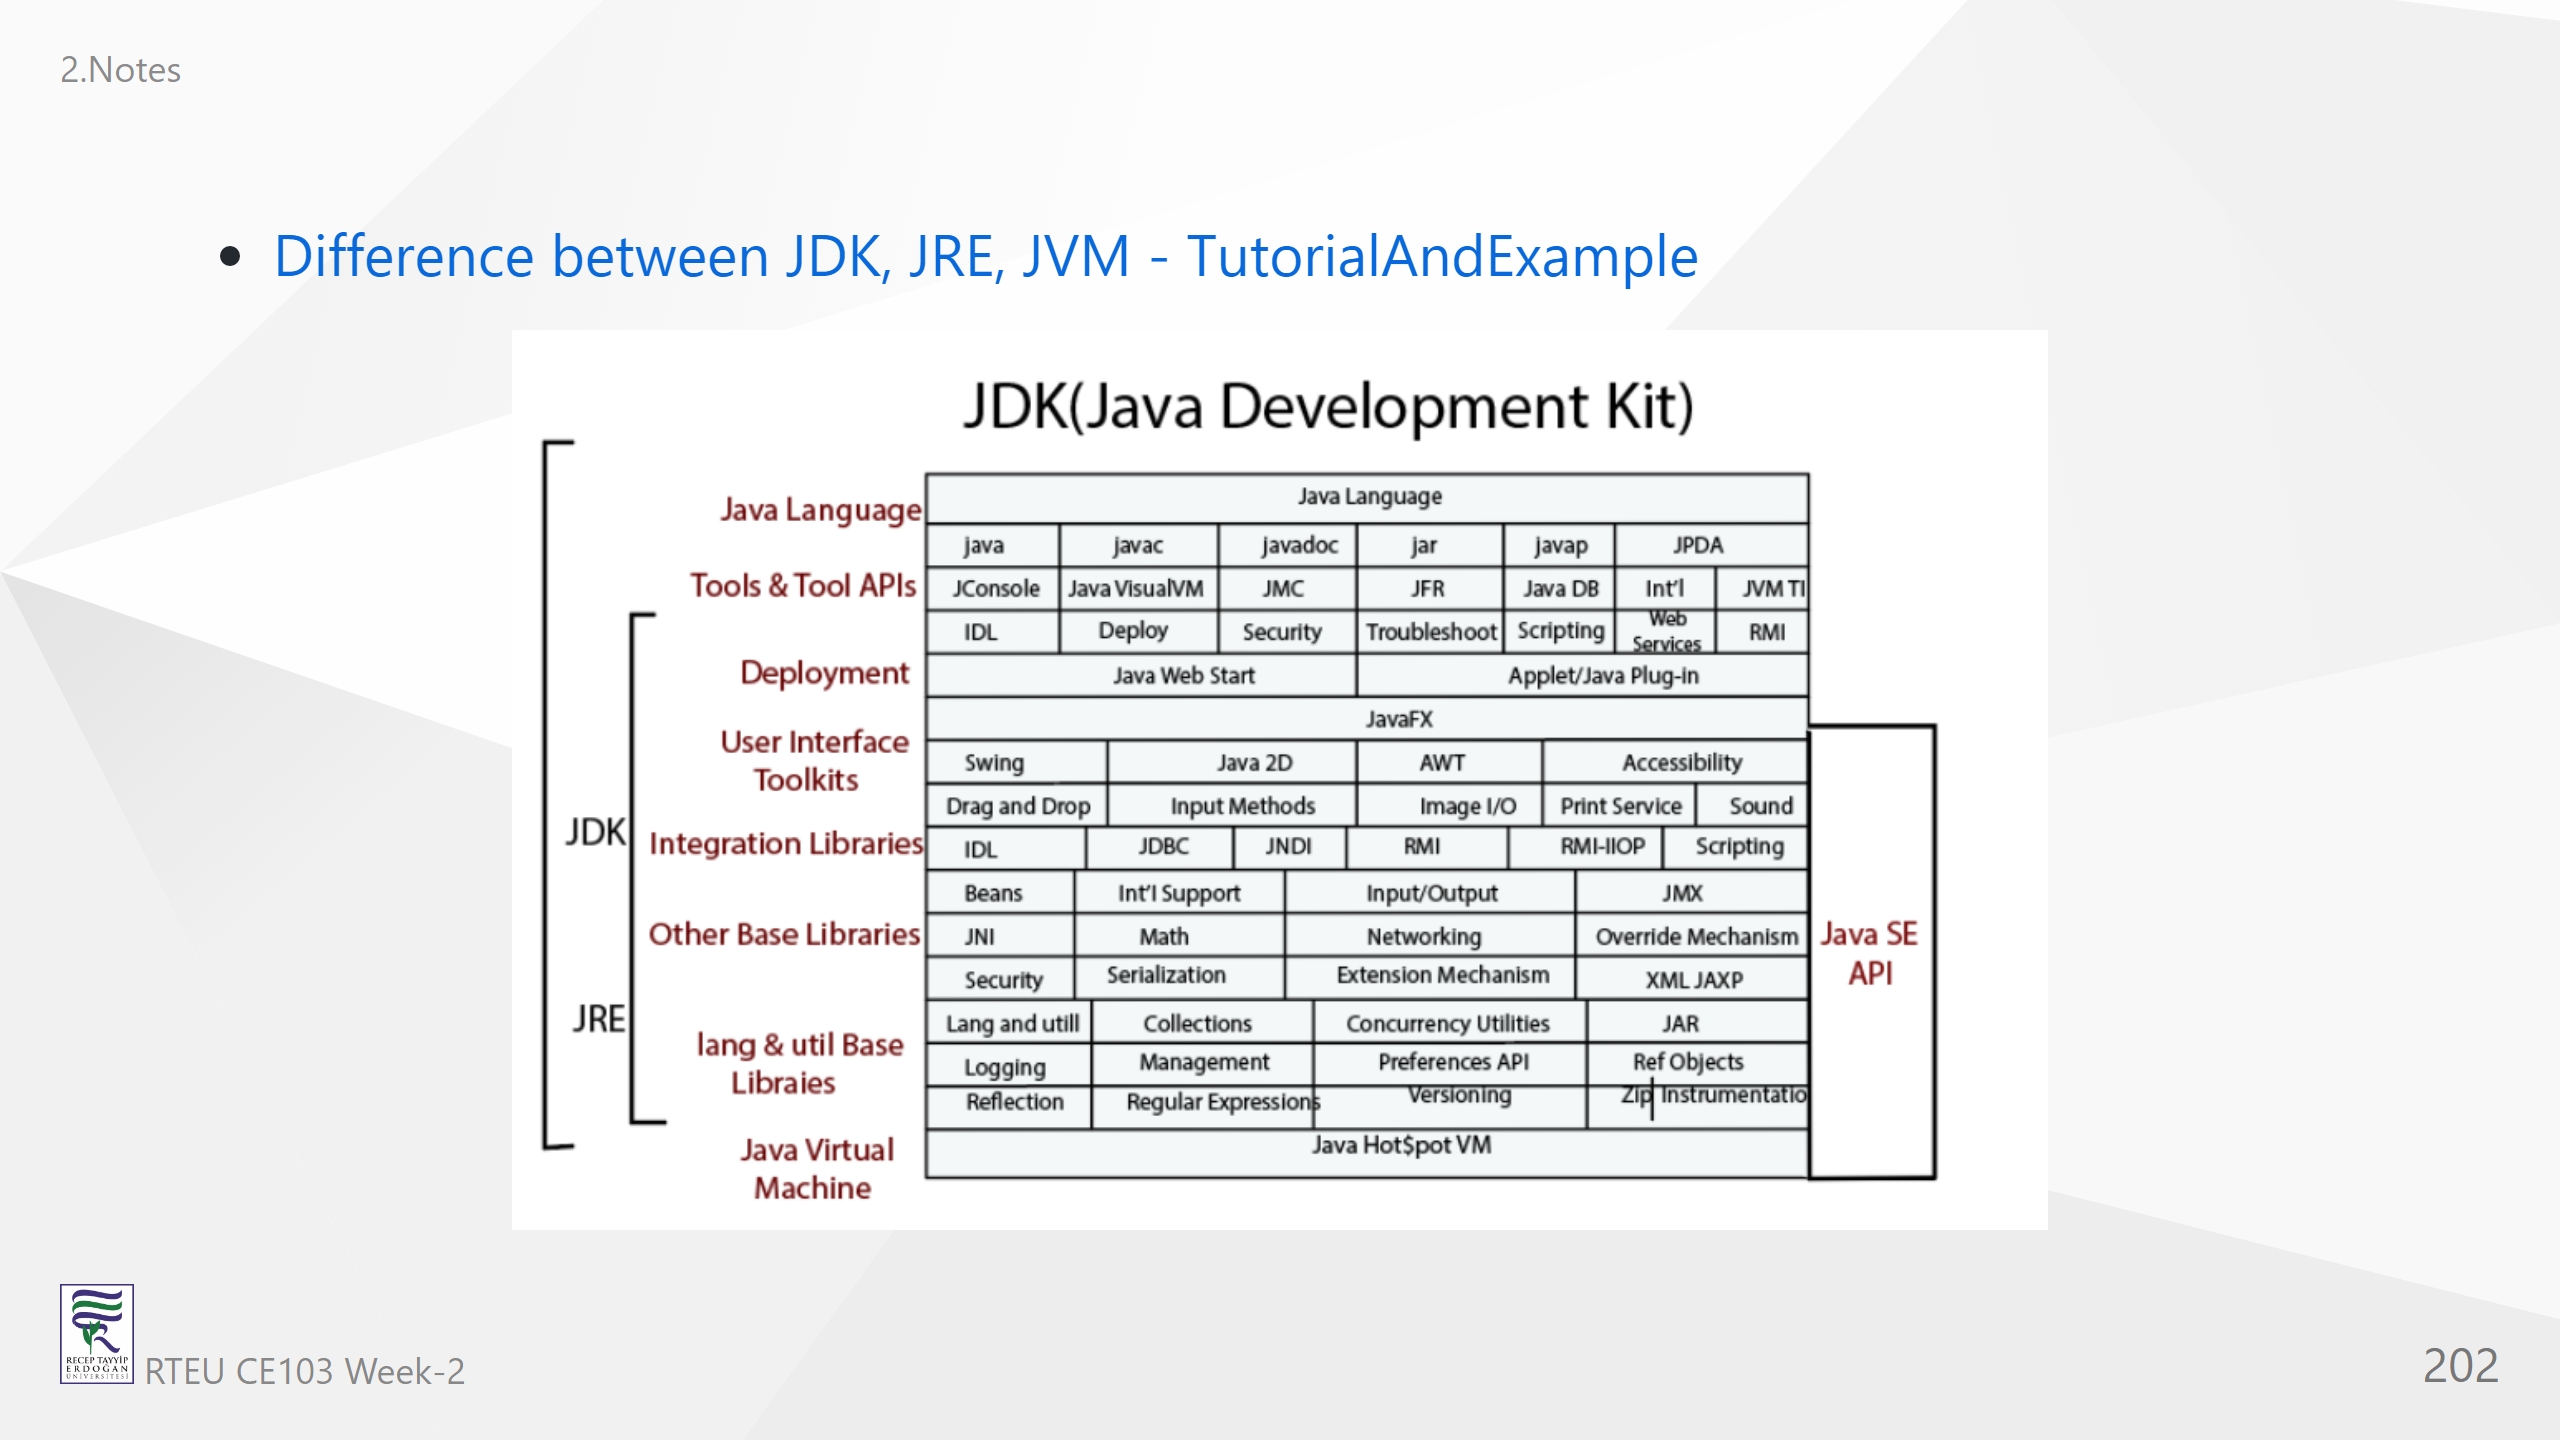 2.Notes
• Difference between JDK, JRE, JVM - TutorialAndExample
JDK(Java Development Kit)
Java Language
Java Language
java javac javadoc jar javap JPDA
Tools & Tool APIs
JConsole Java VisualVM JMC JFR Java DB Int'l JVM TI
IDL Deploy Security Troubleshoot Scripting Web Services RMI
Deployment
Java Web Start Applet/Java Plug-in
JavaFX
User Interface
Toolkits
Swing Java 2D AWT Accessibility
Drag and Drop Input Methods Image I/O Print Service Sound
JDK
Integration Libraries
IDL JDBC JNDI RMI RMI-IIOP Scripting
Beans Int'l Support Input/Output JMX
Other Base Libraries
JNI Math Networking Override Mechanism
Java SE
API
Security Serialization Extension Mechanism XML JAXP
JRE
Lang and utill Collections Concurrency Utilities JAR
lang & util Base
Libraies
Logging Management Preferences API Ref Objects
Reflection Regular Expressions Versioning Zip Instrumentatio
Java Virtual
Machine
Java Hot$pot VM
RECEP TAYYİP
ERDOĞAN
ÜNİVERSİTESİ
RTEU CE103 Week-2
202